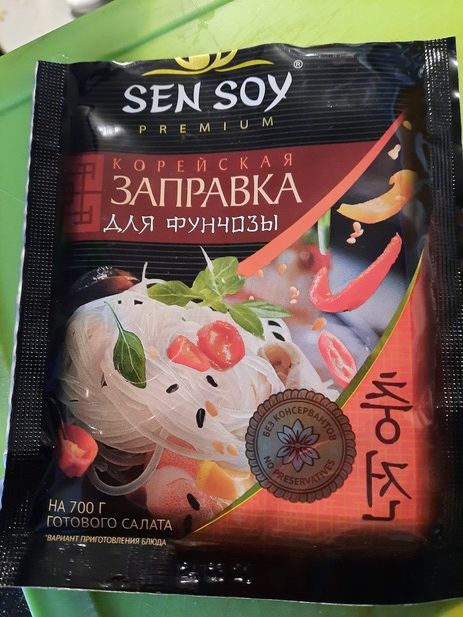 SEN SOY®
PREMIUM
КОРЕЙСКАЯ
ЗАПРАВКА
ДЛЯ ФУНЧОЗЫ
БЕЗ КОНСЕРВАНТОВ
NO PRESERVATIVES
НА 700 Г
ГОТОВОГО САЛАТА
*ВАРИАНТ ПРИГОТОВЛЕНИЯ БЛЮДА